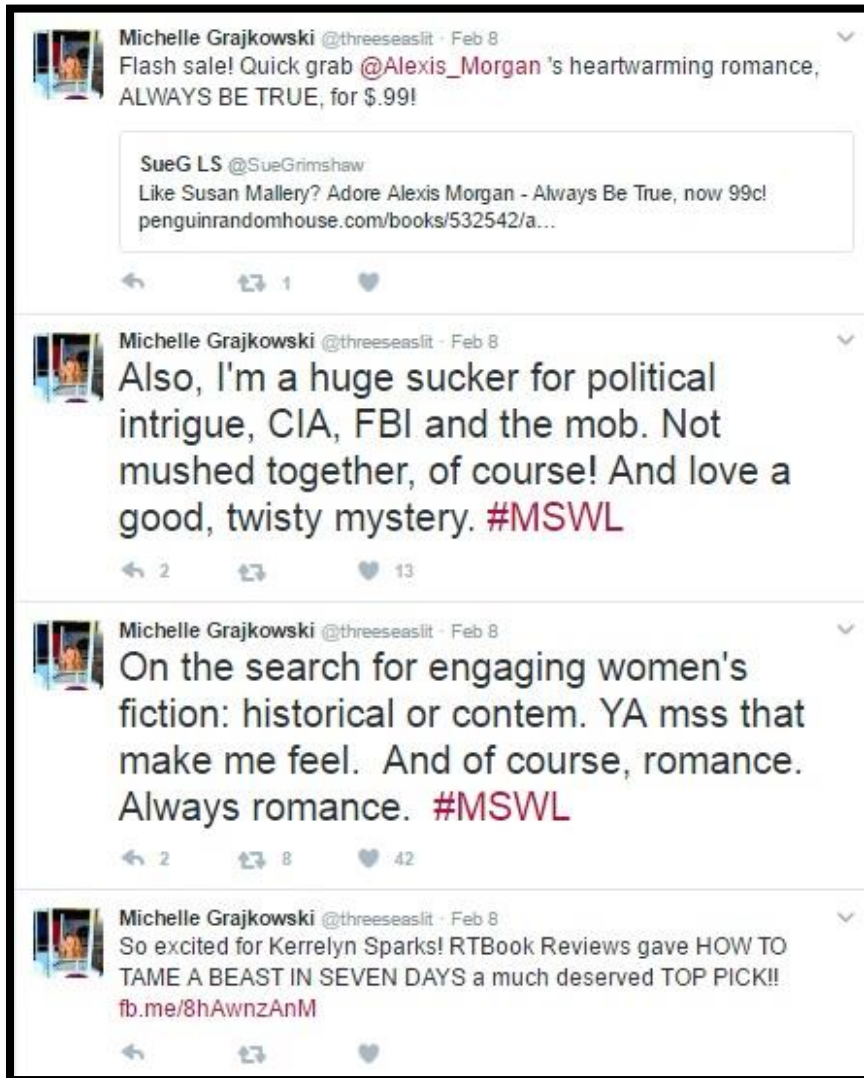 Michelle Grajkowski @threeseaslit · Feb 8
Flash sale! Quick grab @Alexis_Morgan 's heartwarming romance,
ALWAYS BE TRUE, for $.99!
SueG LS @SueGrimshaw
Like Susan Mallery? Adore Alexis Morgan - Always Be True, now 99c!
penguinrandomhouse.com/books/532542/a…
1
Michelle Grajkowski @threeseaslit · Feb 8
Also, I'm a huge sucker for political
intrigue, CIA, FBI and the mob. Not
mushed together, of course! And love a
good, twisty mystery. #MSWL
2 13
Michelle Grajkowski @threeseaslit · Feb 8
On the search for engaging women's
fiction: historical or contem. YA mss that
make me feel.  And of course, romance.
Always romance.  #MSWL
2 8 42
Michelle Grajkowski @threeseaslit · Feb 8
So excited for Kerrelyn Sparks! RTBook Reviews gave HOW TO
TAME A BEAST IN SEVEN DAYS a much deserved TOP PICK!!
fb.me/8hAwnzAnM